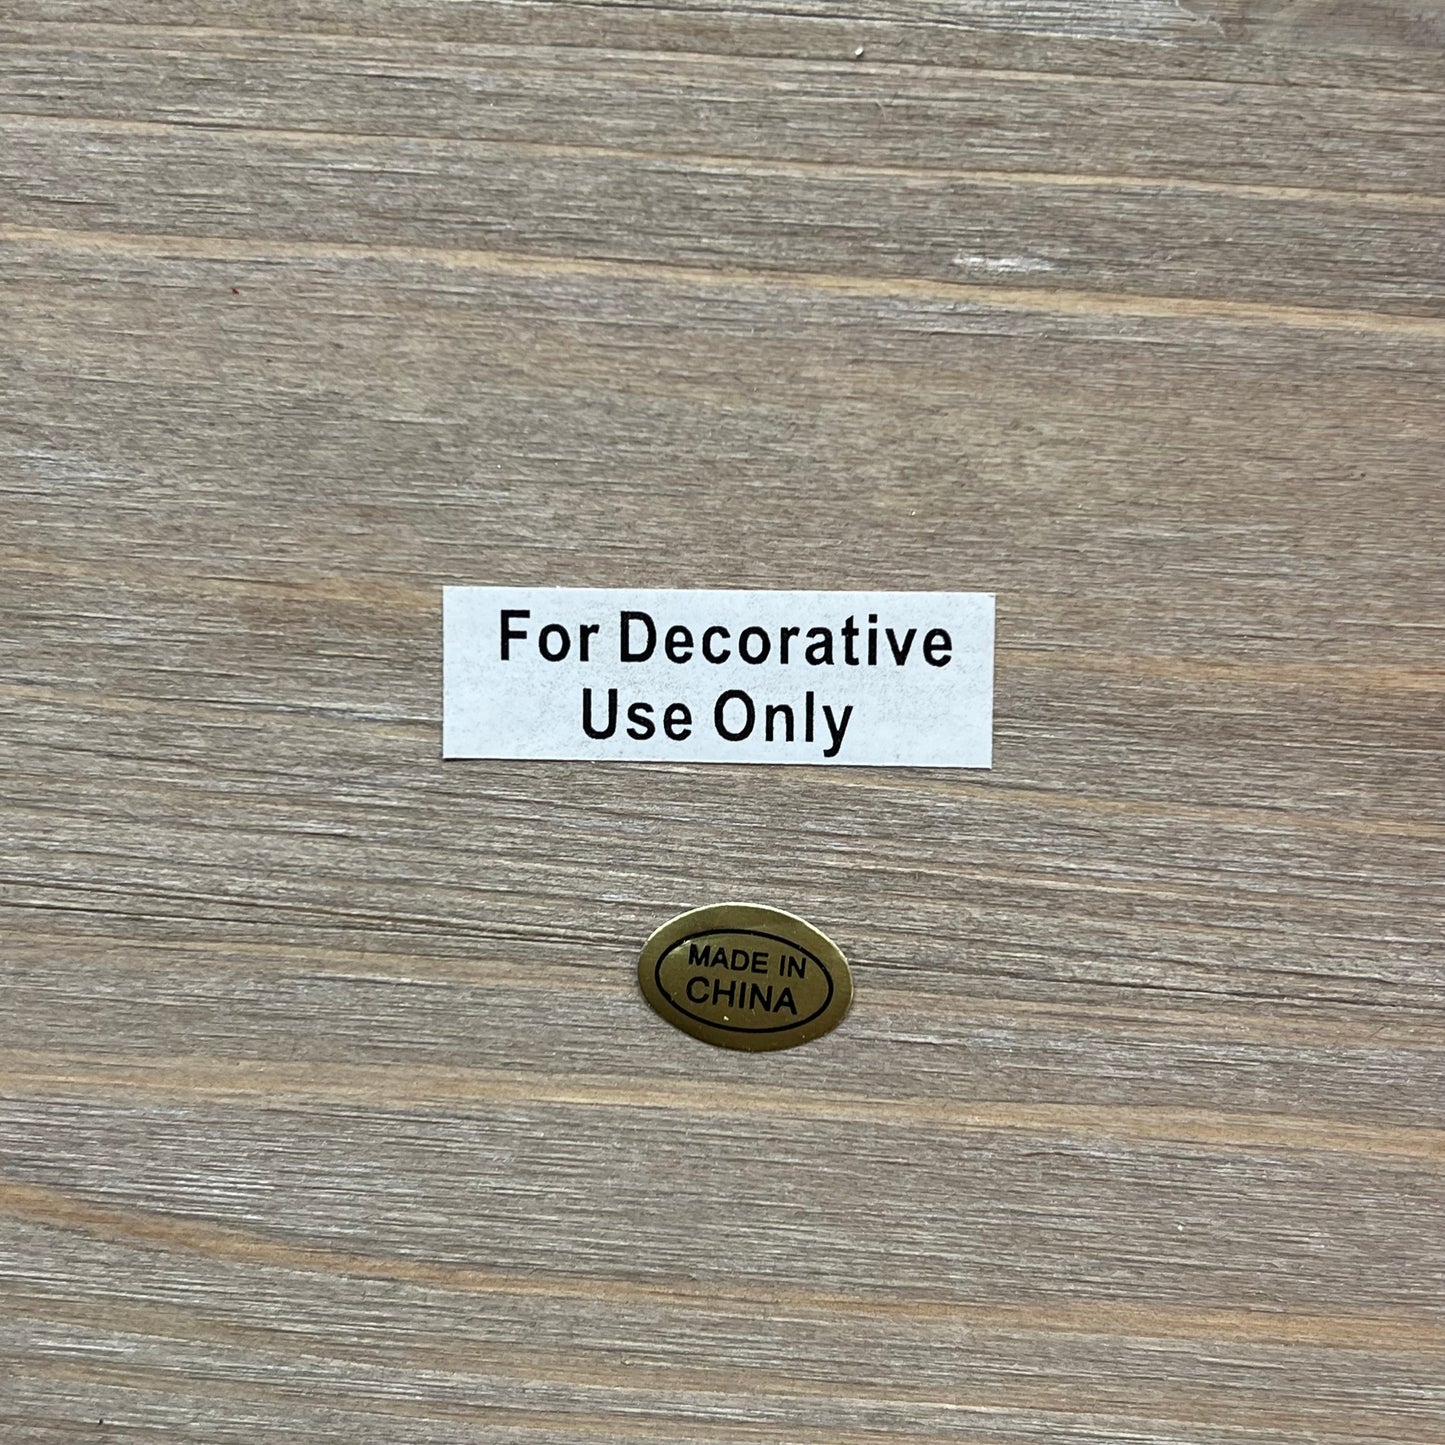 For Decorative
Use Only
MADE IN
CHINA